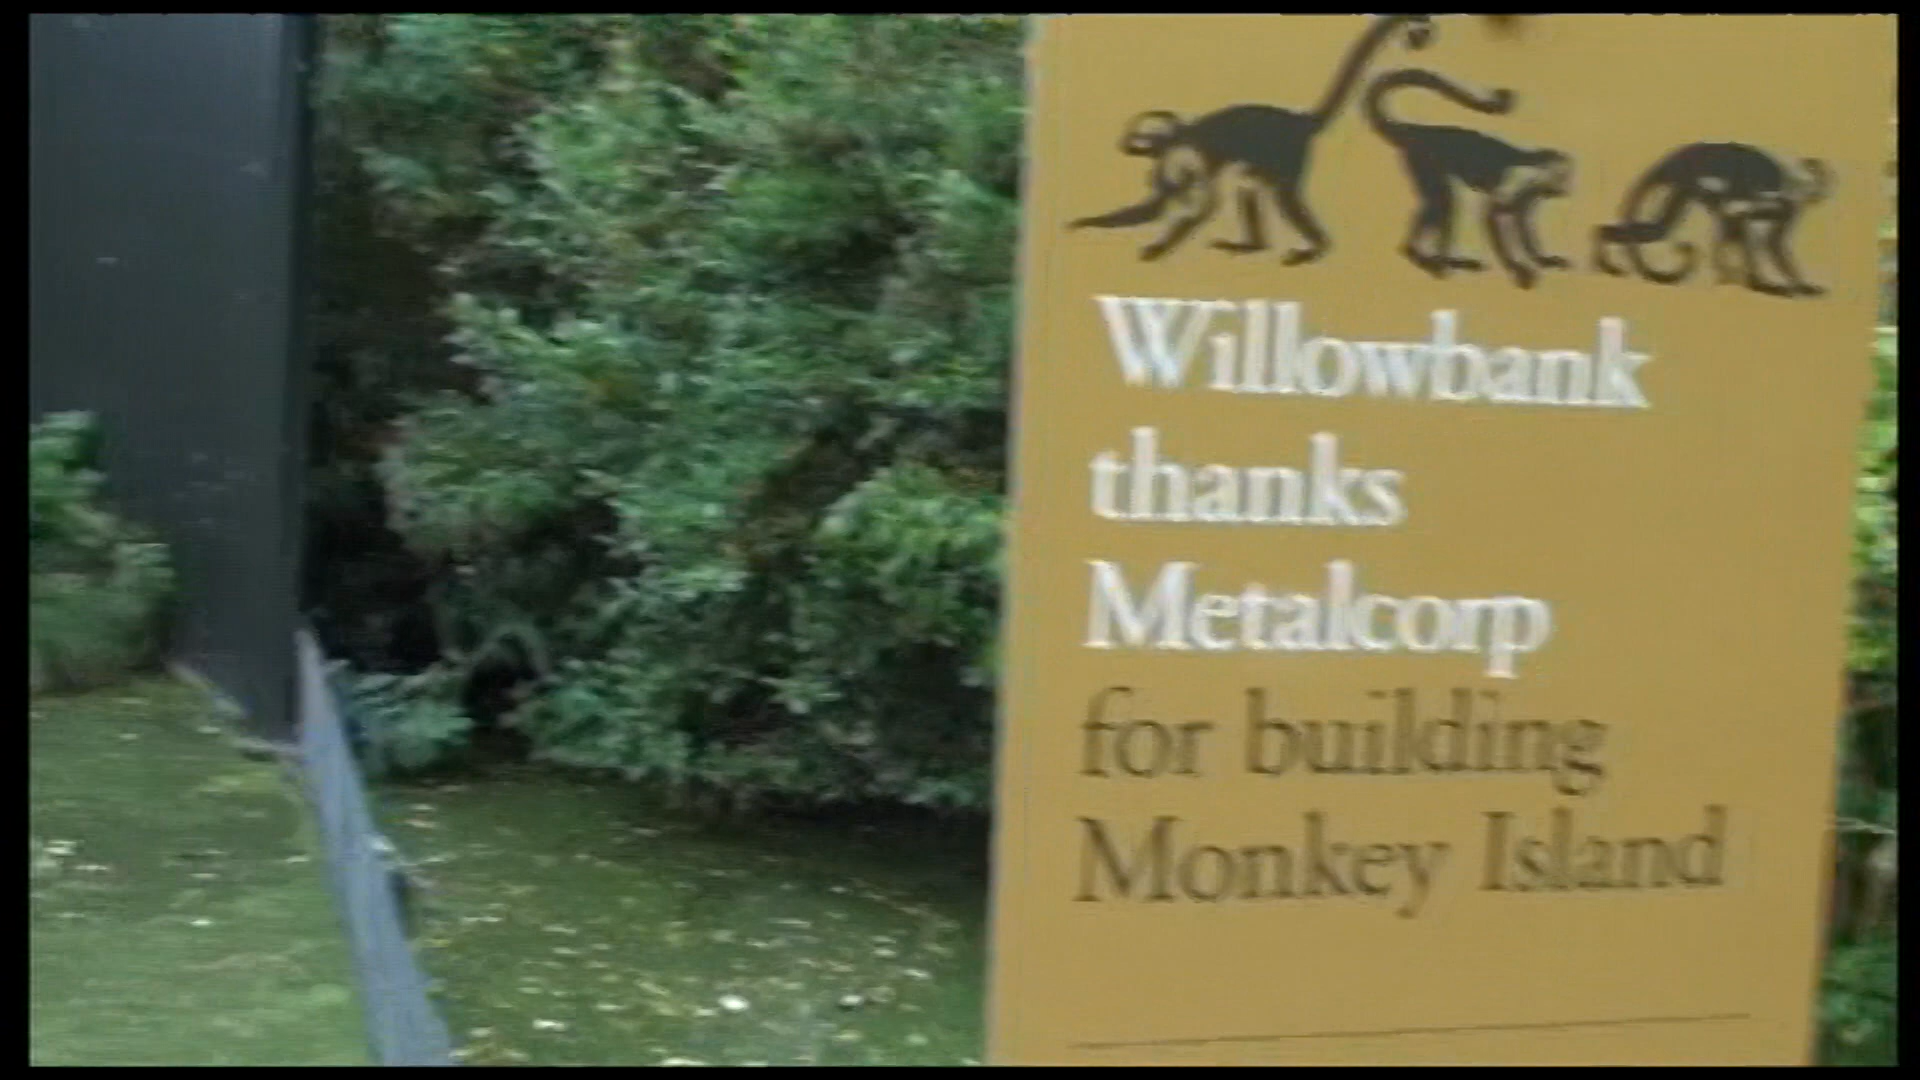 Willowbank
thanks
Metalcorp
for building
Monkey Island